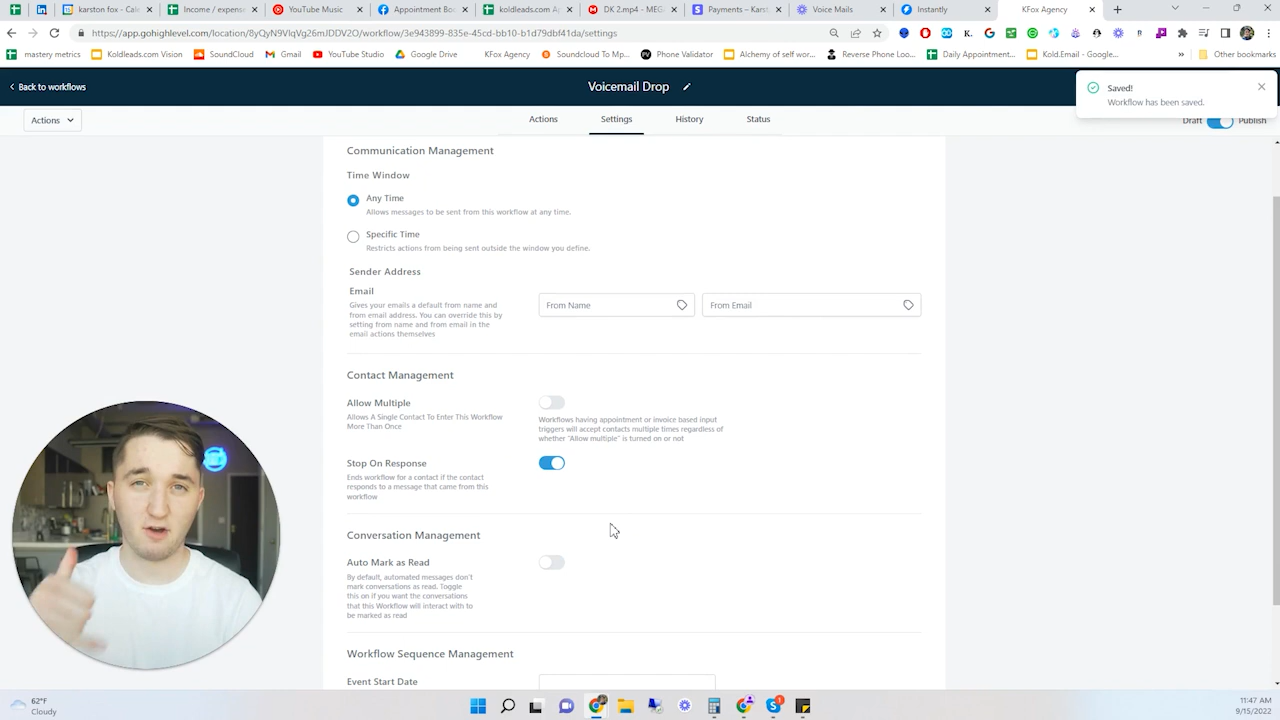 karston fox - Cale
Income / expense
YouTube Music
Appointment Boo
koldleads.com Ap
DK 2.mp4 - MEG
Payments – Karst
Voice Mails
Instantly
KFox Agency
https://app.gohighlevel.com/location/
/workflow/3e943899-835e-45cd-bb10-b1d79dbf41da/settings
mastery metrics
Koldleads.com Vision
SoundCloud
Gmail
YouTube Studio
Google Drive
KFox Agency
Soundcloud To Mp...
Phone Validator
Alchemy of self wor...
Reverse Phone Loo...
Daily Appointment...
Kold.Email - Google...
»
Other bookmarks
Back to workflows
Voicemail Drop
Saved!
Workflow has been saved.
Actions
Actions
Settings
History
Status
Draft
Publish
Communication Management
Time Window
Any Time
Allows messages to be sent from this workflow at any time.
Specific Time
Restricts actions from being sent outside the window you define.
Sender Address
Email
Gives your emails a default from name and
from email address. You can override this by
setting from name and from email in the
email actions themselves
From Name
From Email
Contact Management
Allow Multiple
Allows A Single Contact To Enter This Workflow
More Than Once
Workflows having appointment or invoice based input
triggers will accept contacts multiple times regardless of
whether "Allow multiple" is turned on or not
Stop On Response
Ends workflow for a contact if the contact
responds to a message that came from this
workflow
Conversation Management
Auto Mark as Read
By default, automated messages don't
mark conversations as read. Toggle
this on if you want the conversations
that this Workflow will interact with to
be marked as read
Workflow Sequence Management
Event Start Date
62°F
Cloudy
11:47 AM
9/15/2022